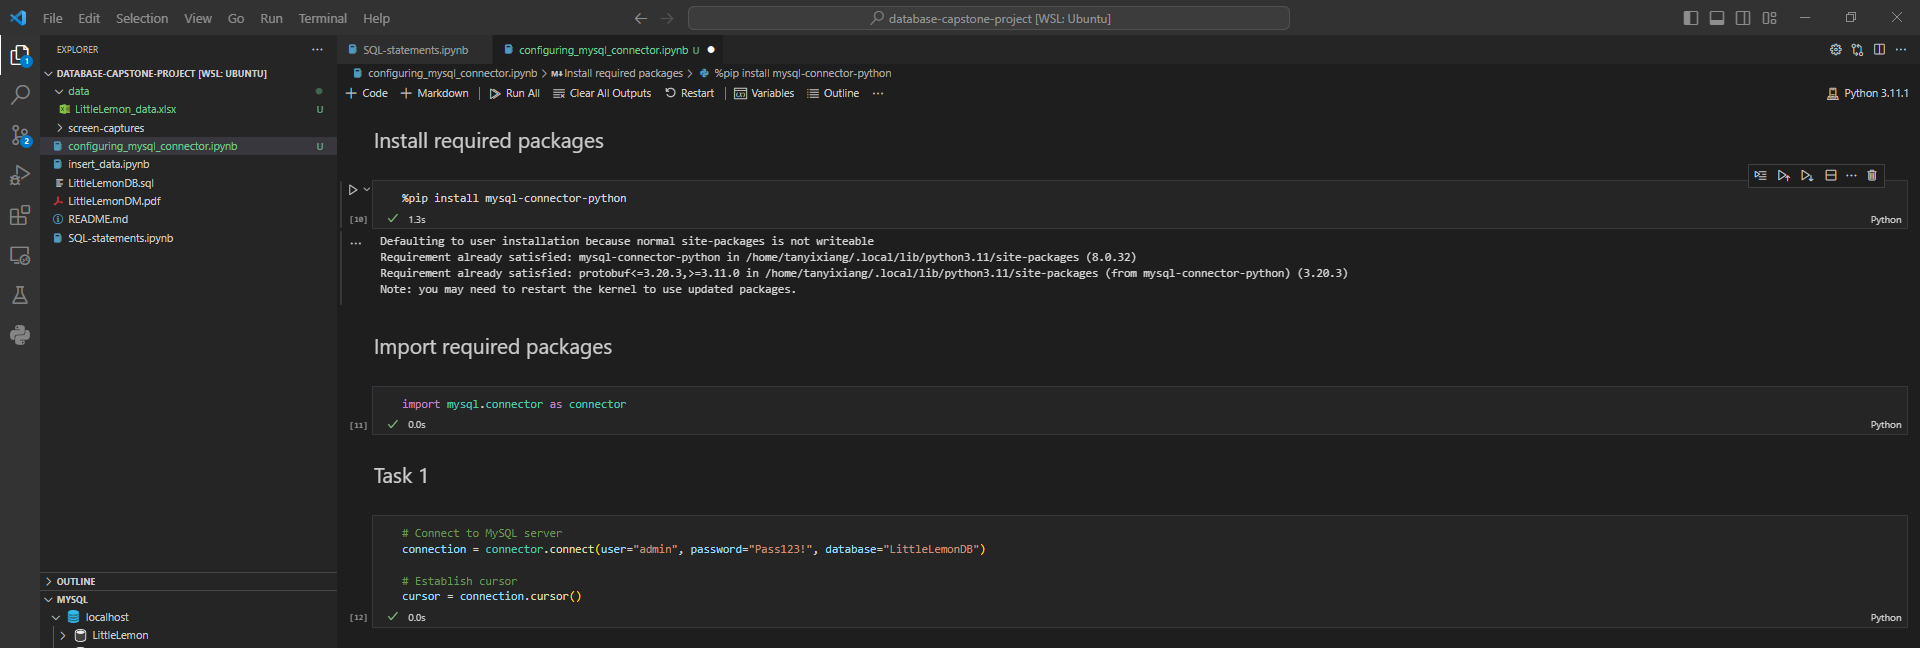 File Edit Selection View Go Run Terminal Help
database-capstone-project [WSL: Ubuntu]
EXPLORER
DATABASE-CAPSTONE-PROJECT [WSL: UBUNTU]
data
LittleLemon_data.xlsx U
screen-captures
configuring_mysql_connector.ipynb U
insert_data.ipynb
LittleLemonDB.sql
LittleLemonDM.pdf
README.md
SQL-statements.ipynb
OUTLINE
MYSQL
localhost
LittleLemon
1
2
SQL-statements.ipynb configuring_mysql_connector.ipynb U
configuring_mysql_connector.ipynb > M↓Install required packages > %pip install mysql-connector-python
+ Code + Markdown | Run All Clear All Outputs Restart | Variables Outline ... Python 3.11.1
Install required packages
%pip install mysql-connector-python
[10] 1.3s Python
Defaulting to user installation because normal site-packages is not writeable
Requirement already satisfied: mysql-connector-python in /home/tanyixiang/.local/lib/python3.11/site-packages (8.0.32)
Requirement already satisfied: protobuf<=3.20.3,>=3.11.0 in /home/tanyixiang/.local/lib/python3.11/site-packages (from mysql-connector-python) (3.20.3)
Note: you may need to restart the kernel to use updated packages.
Import required packages
import mysql.connector as connector
[11] 0.0s Python
Task 1
# Connect to MySQL server
connection = connector.connect(user="admin", password="Pass123!", database="LittleLemonDB")
# Establish cursor
cursor = connection.cursor()
[12] 0.0s Python